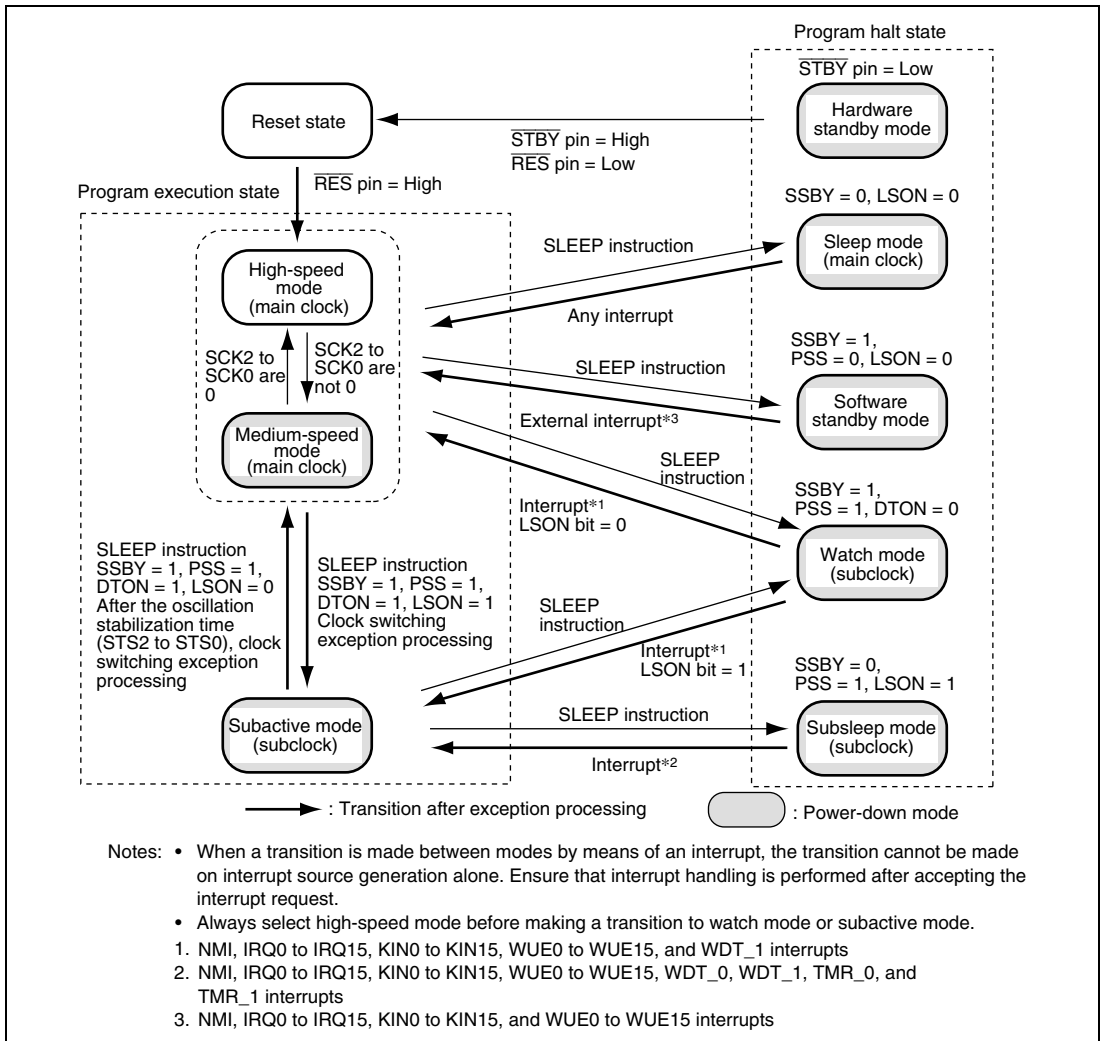 Program halt state
STBY pin = Low
Hardware
standby mode
Reset state
STBY pin = High
RES pin = Low
RES pin = High
Program execution state
SSBY = 0, LSON = 0
Sleep mode
(main clock)
SLEEP instruction
Any interrupt
High-speed
mode
(main clock)
SCK2 to
SCK0 are
0
SCK2 to
SCK0 are
not 0
Medium-speed
mode
(main clock)
SSBY = 1,
PSS = 0, LSON = 0
Software
standby mode
SLEEP instruction
External interrupt*3
SLEEP
instruction
Interrupt*1
LSON bit = 0
SSBY = 1,
PSS = 1, DTON = 0
Watch mode
(subclock)
SLEEP instruction
SSBY = 1, PSS = 1,
DTON = 1, LSON = 0
After the oscillation
stabilization time
(STS2 to STS0), clock
switching exception
processing
SLEEP instruction
SSBY = 1, PSS = 1,
DTON = 1, LSON = 1
Clock switching
exception processing
SLEEP
instruction
Interrupt*1
LSON bit = 1
SSBY = 0,
PSS = 1, LSON = 1
Subsleep mode
(subclock)
Subactive mode
(subclock)
SLEEP instruction
Interrupt*2
: Transition after exception processing
: Power-down mode
Notes: • When a transition is made between modes by means of an interrupt, the transition cannot be made
on interrupt source generation alone. Ensure that interrupt handling is performed after accepting the
interrupt request.
• Always select high-speed mode before making a transition to watch mode or subactive mode.
1. NMI, IRQ0 to IRQ15, KIN0 to KIN15, WUE0 to WUE15, and WDT_1 interrupts
2. NMI, IRQ0 to IRQ15, KIN0 to KIN15, WUE0 to WUE15, WDT_0, WDT_1, TMR_0, and
TMR_1 interrupts
3. NMI, IRQ0 to IRQ15, KIN0 to KIN15, and WUE0 to WUE15 interrupts